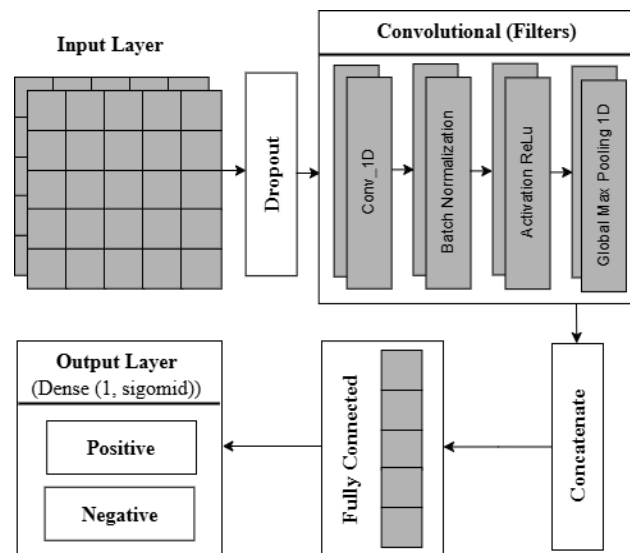 Input Layer
Dropout
Convolutional (Filters)
Conv_1D
Batch Normalization
Activation ReLu
Global Max Pooling 1D
Concatenate
Fully Connected
Output Layer
(Dense (1, sigomid))
Positive
Negative